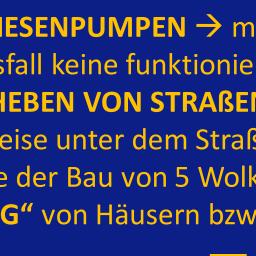 IESENPUMPEN → m
sfall keine funktionie
HEBEN VON STRAßEN
eise unter dem Straß
e der Bau von 5 Wolk
G“ von Häusern bzw